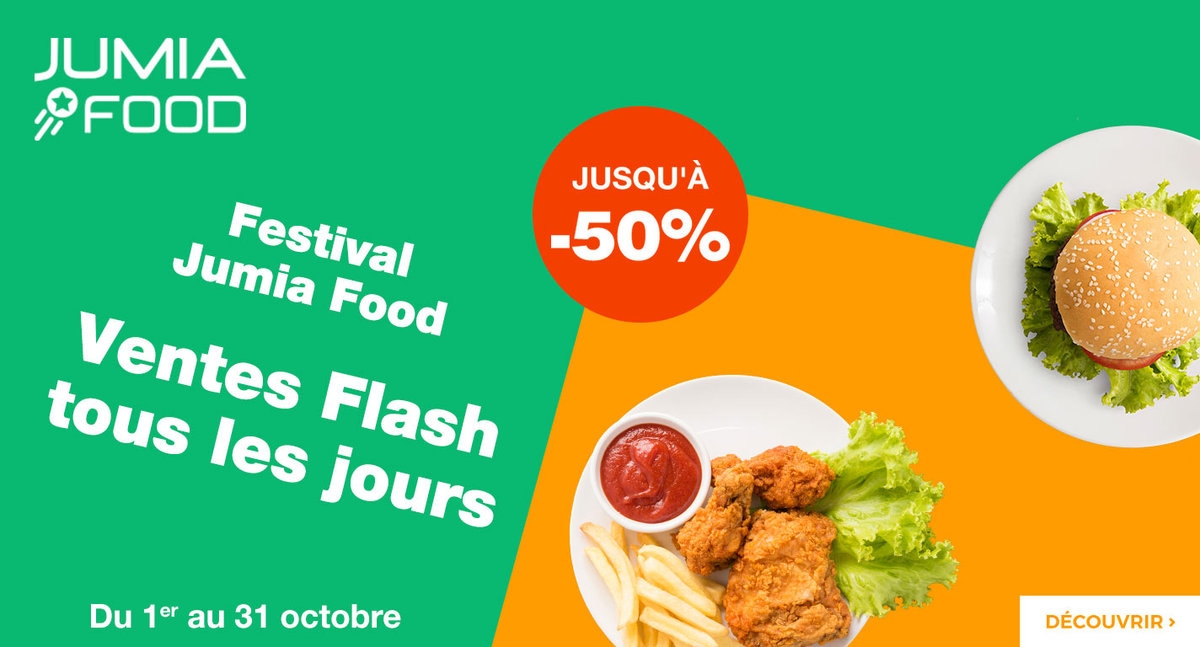 JUMIA
FOOD
JUSQU'À
-50%
Festival
Jumia Food
Ventes Flash
tous les jours
Du 1er au 31 octobre
DÉCOUVRIR ›